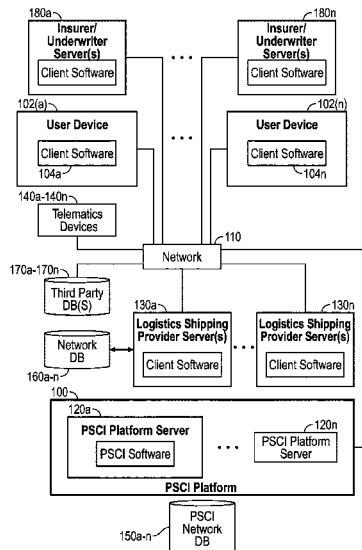 180a
180n
Insurer/
Underwriter
Server(s)
Client Software
Insurer/
Underwriter
Server(s)
Client Software
102(a)
102(n)
User Device
Client Software
104a
User Device
Client Software
104n
140a-140n
Telematics
Devices
110
Network
170a-170n
Third Party
DB(S)
130a
130n
Logistics Shipping
Provider Server(s)
Client Software
Logistics Shipping
Provider Server(s)
Client Software
Network
DB
160a-n
100
120a
120n
PSCI Platform Server
PSCI Software
PSCI Platform
Server
PSCI Platform
PSCI
Network
DB
150a-n